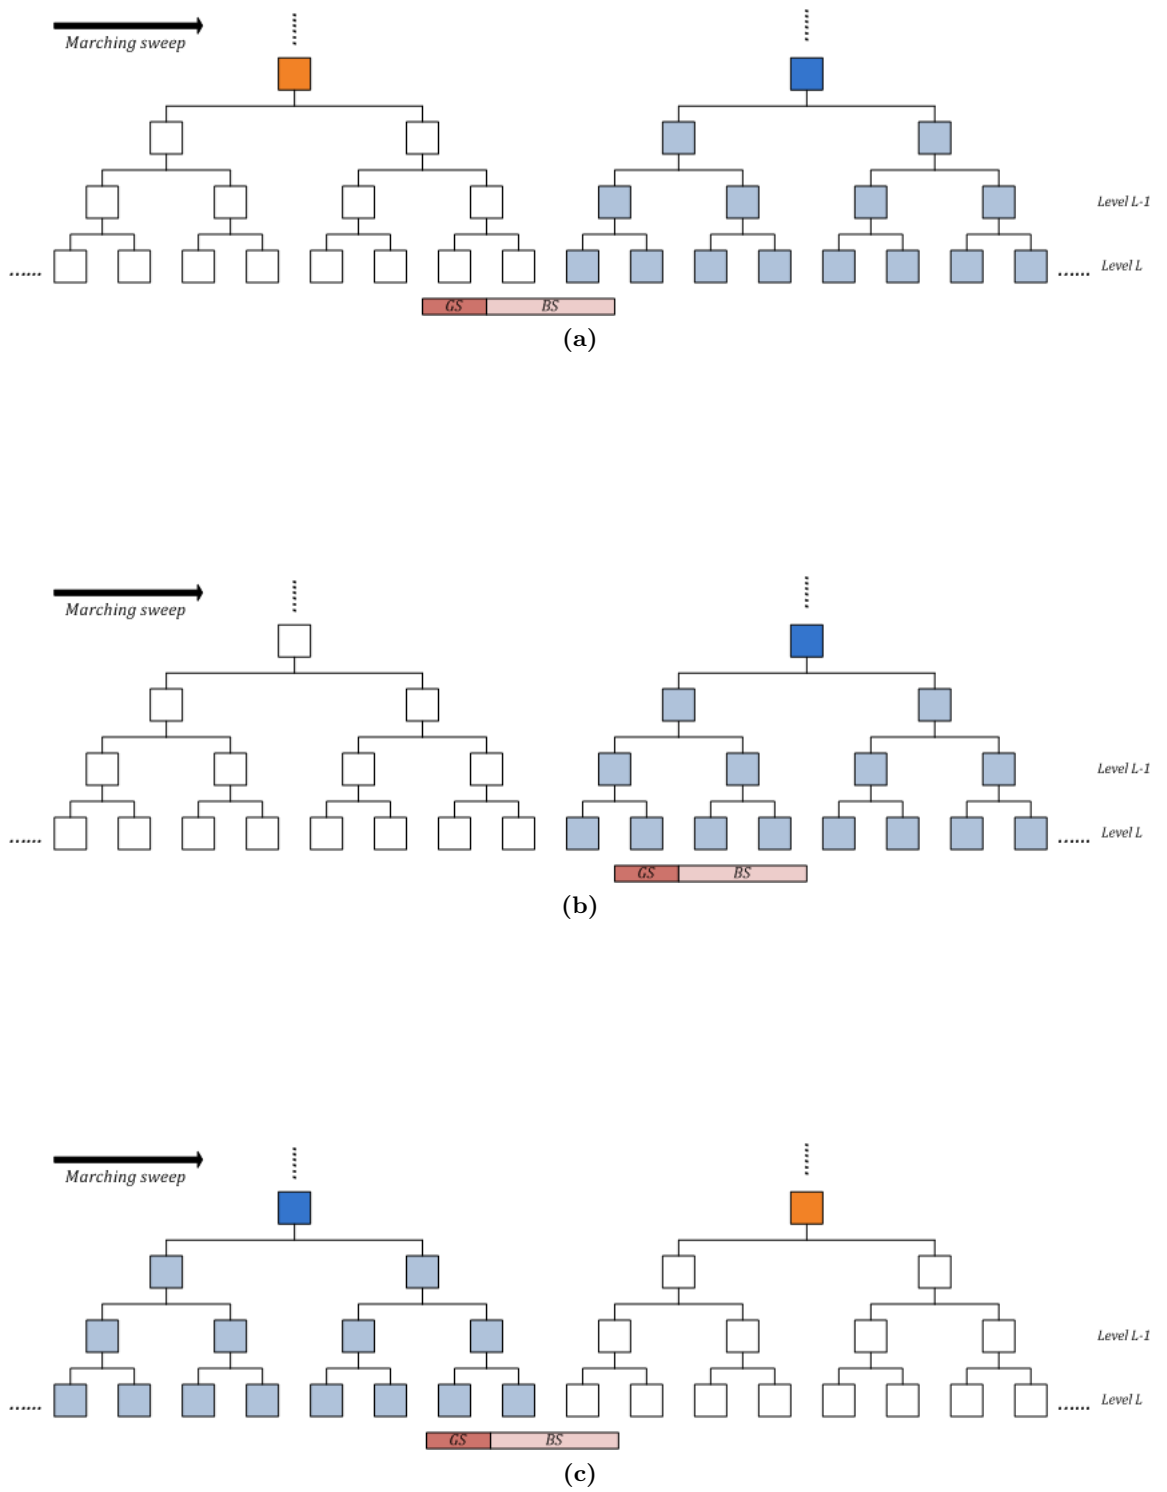 Marching sweep
Level L-1
...... ...... Level L
GS BS
(a)
Marching sweep
Level L-1
...... ...... Level L
GS BS
(b)
Marching sweep
Level L-1
...... ...... Level L
GS BS
(c)